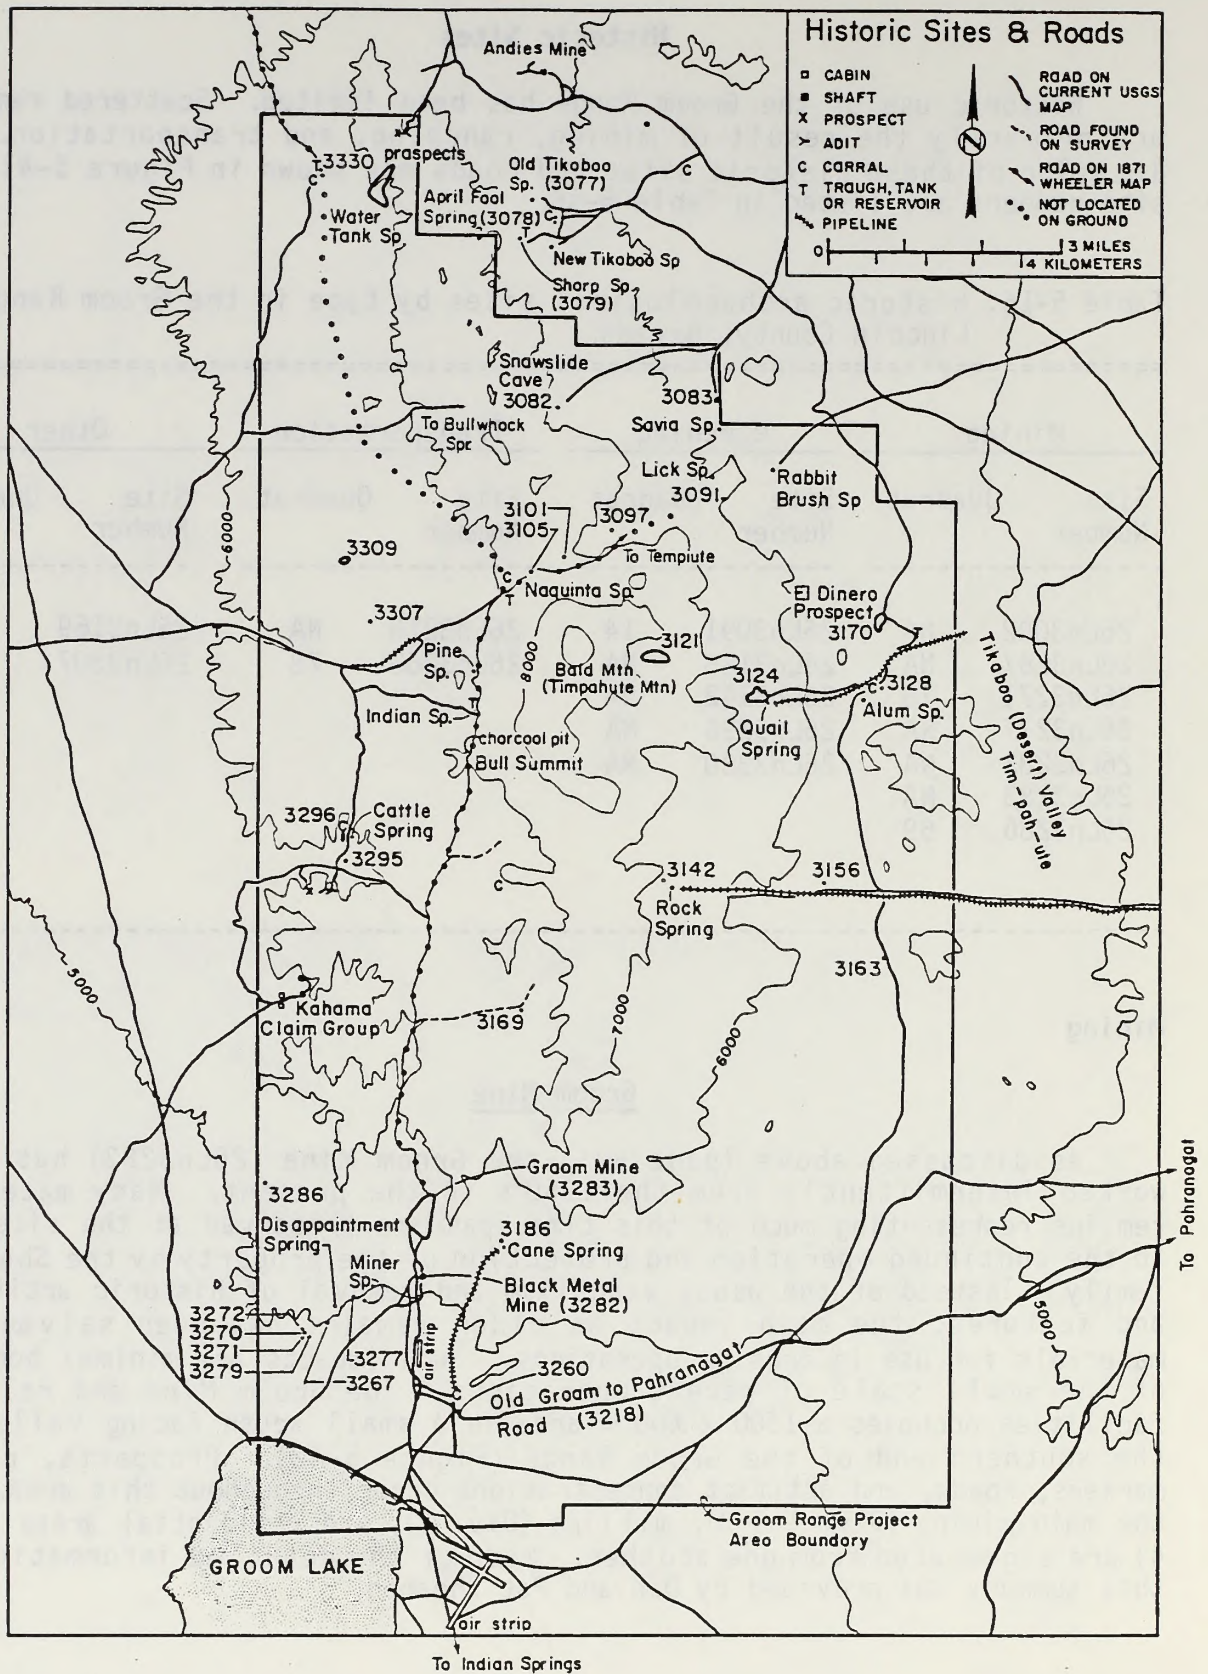 Historic Sites & Roads
CABIN
SHAFT
X PROSPECT
ADIT
C CORRAL
T TROUGH, TANK
OR RESERVOIR
PIPELINE
N
ROAD ON
CURRENT USGS
MAP
ROAD FOUND
ON SURVEY
ROAD ON 1871
WHEELER MAP
NOT LOCATED
ON GROUND
0
3 MILES
4 KILOMETERS
Andies Mine
3330
prospects
T
C
Old Tikaboo
Sp. (3077)
C
April Fool
Spring (3078)
C
T
Water
Tank Sp.
New Tikaboo Sp
Sharp Sp.
(3079)
Snowslide
Cave?
3082
3083
Savia Sp.
To Bullwhack
Spr.
Lick Sp.
3091
Rabbit
Brush Sp
6000
3101
3105
3097
To Tempiute
3309
C
T
Naquinta Sp.
El Dinero
Prospect
3170
3307
8000
3121
Pine
Sp.
Bald Mtn
(Timpahute Mtn)
3124
C
3128
Alum Sp.
T
Indian Sp.
Quail
Spring
Tikaboo (Desert) Valley
Tim-pah-ute
charcoal pit
Bull Summit
3296
C
Cattle
Spring
3295
C
3142
3156
Rock
Spring
3163
5000
Kahama
Claim Group
3169
7000
6000
Groom Mine
(3283)
3286
To Pahranagat
Disappointment
Spring
3186
Cane Spring
Miner
Sp.
Black Metal
Mine (3282)
3272
3270
3271
3279
3277
3267
air strip
3260
C
Old Groom to Pahranagat
Road (3218)
5000
Groom Range Project
Area Boundary
GROOM LAKE
air strip
To Indian Springs